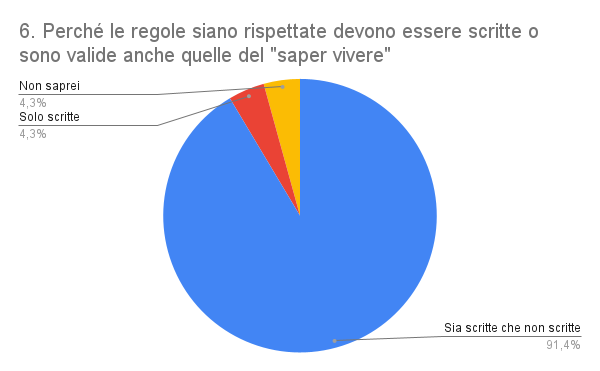 6. Perché le regole siano rispettate devono essere scritte o
sono valide anche quelle del "saper vivere"
Non saprei
4,3%
Solo scritte
4,3%
Sia scritte che non scritte
91,4%